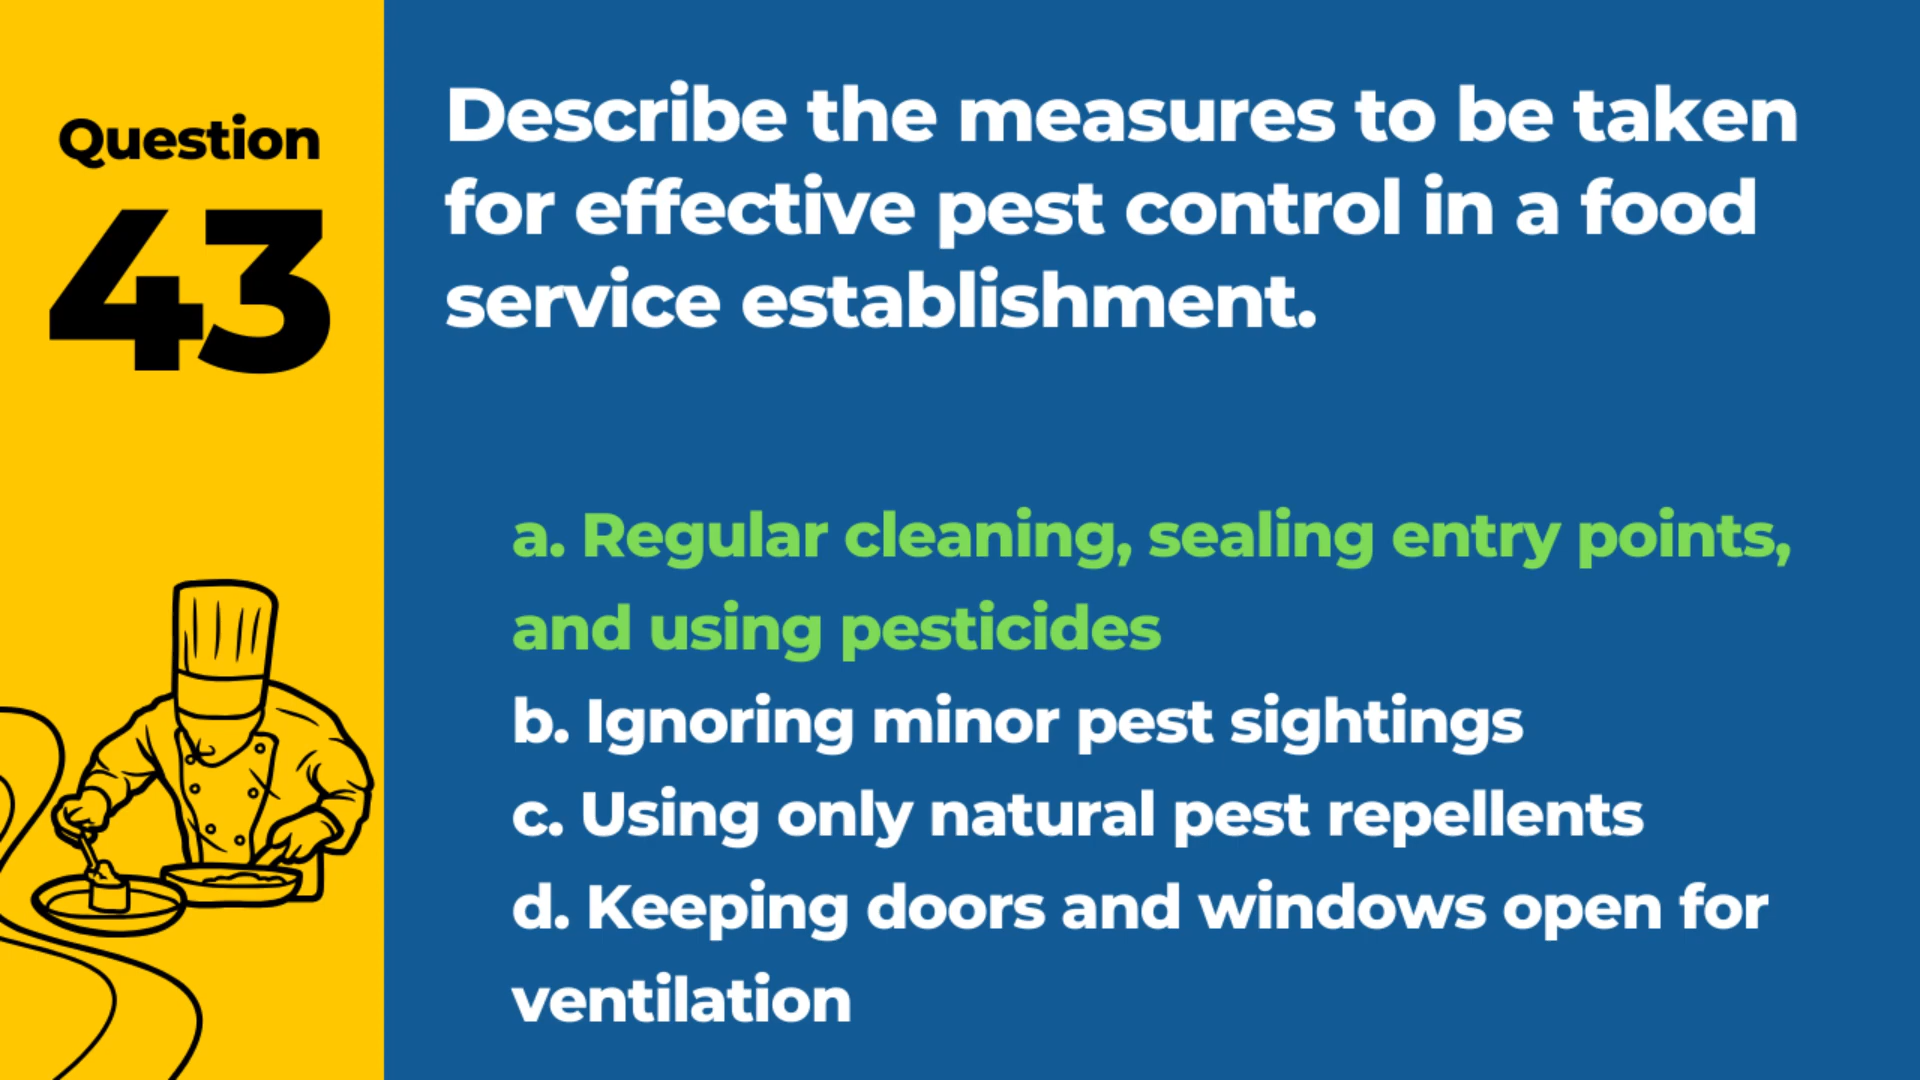 Question
43
Describe the measures to be taken
for effective pest control in a food
service establishment.
a. Regular cleaning, sealing entry points,
and using pesticides
b. Ignoring minor pest sightings
c. Using only natural pest repellents
d. Keeping doors and windows open for
ventilation